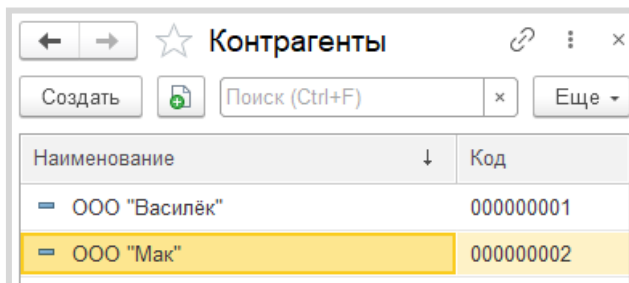 Контрагенты
Создать Поиск (Ctrl+F) Еще
Наименование Код
ООО "Василёк" 000000001
ООО "Мак" 000000002